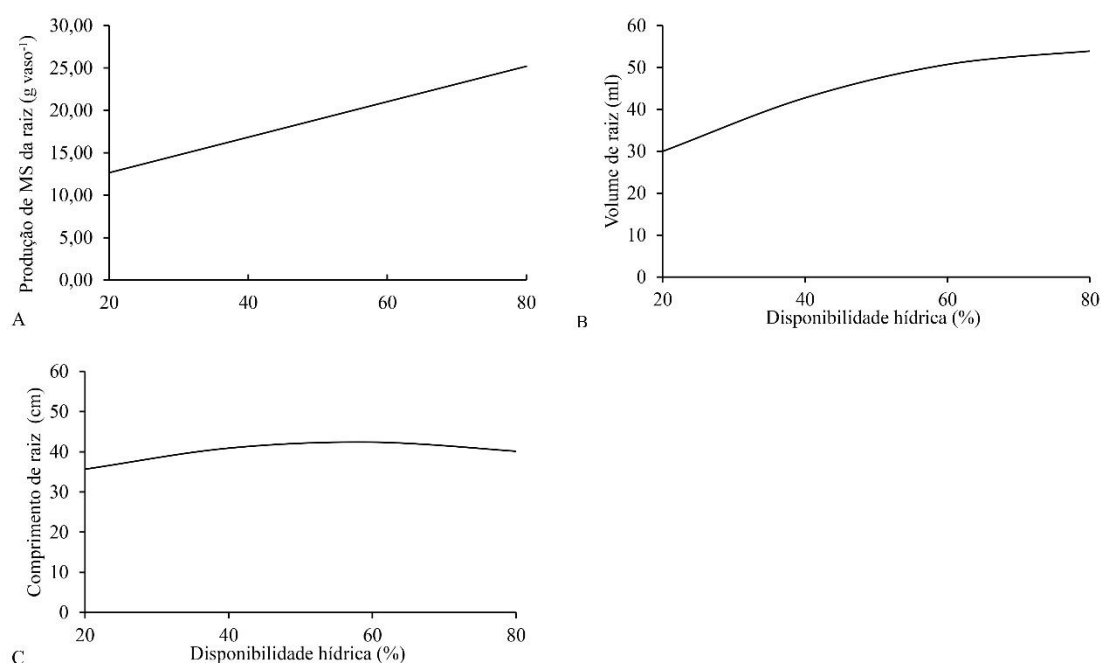 Produção de MS da raiz (g vaso⁻¹)
30,00
25,00
20,00
15,00
10,00
5,00
0,00
20 40 60 80
A
Volume de raiz (ml)
60
50
40
30
20
10
0
20 40 60 80
Disponibilidade hídrica (%)
B
Comprimento de raiz (cm)
60
50
40
30
20
10
0
20 40 60 80
Disponibilidade hídrica (%)
C